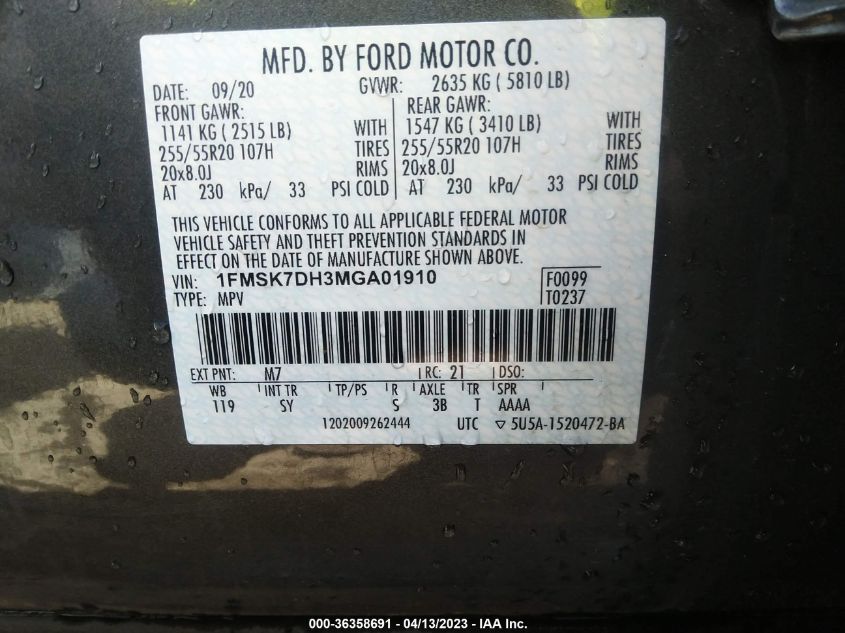 MFD. BY FORD MOTOR CO.
DATE: 09/20 GVWR: 2635 KG ( 5810 LB)
FRONT GAWR: REAR GAWR:
1141 KG ( 2515 LB) WITH 1547 KG ( 3410 LB) WITH
255/55R20 107H TIRES 255/55R20 107H TIRES
20x8.0J RIMS 20x8.0J RIMS
AT 230 kPa/ 33 PSI COLD AT 230 kPa/ 33 PSI COLD
THIS VEHICLE CONFORMS TO ALL APPLICABLE FEDERAL MOTOR
VEHICLE SAFETY AND THEFT PREVENTION STANDARDS IN
EFFECT ON THE DATE OF MANUFACTURE SHOWN ABOVE.
VIN: 1FMSK7DH3MGA01910 F0099
TYPE: MPV T0237
EXT PNT: M7 RC: 21 DSO:
WB INT TR TP/PS R AXLE TR SPR
119 SY S 3B T AAAA
1202009262444 UTC ▽ 5U5A-1520472-BA
000-36358691 - 04/13/2023 - IAA Inc.